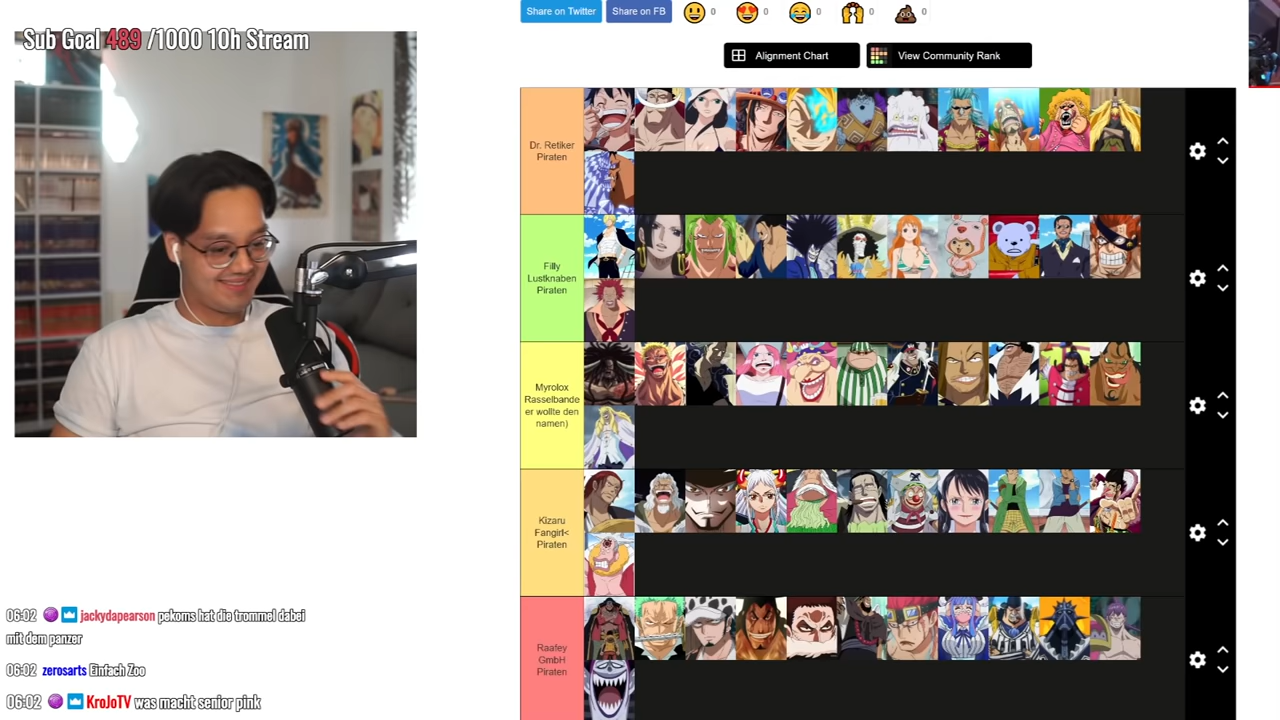 Sub Goal 489 /1000 10h Stream
Share on Twitter
Share on FB
0
0
0
0
0
Alignment Chart
View Community Rank
Dr. Retiker
Piraten
Filly
Lustknaben
Piraten
Myrolox
Rasselbande
er wollte den
namen)
Kizaru
Fangirl<
Piraten
Raafey
GmbH
Piraten
06:02 jackydapearson pekoms hat die trommel dabei
mit dem panzer
06:02 zerosarts Einfach Zoo
06:02 KroJoTV was macht senior pink